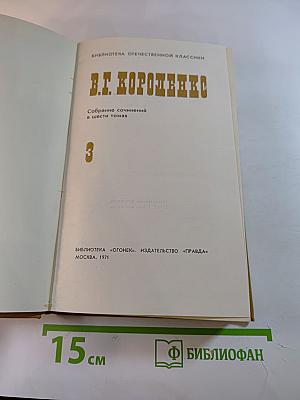 БИБЛИОТЕКА ОТЕЧЕСТВЕННОЙ КЛАССИКИ
В.Г. КОРОЛЕНКО
Собрание сочинений
в шести томах
3
БИБЛИОТЕКА «ОГОНЕК». ИЗДАТЕЛЬСТВО «ПРАВДА»
МОСКВА. 1971
15 см
Ф БИБЛИОФАН